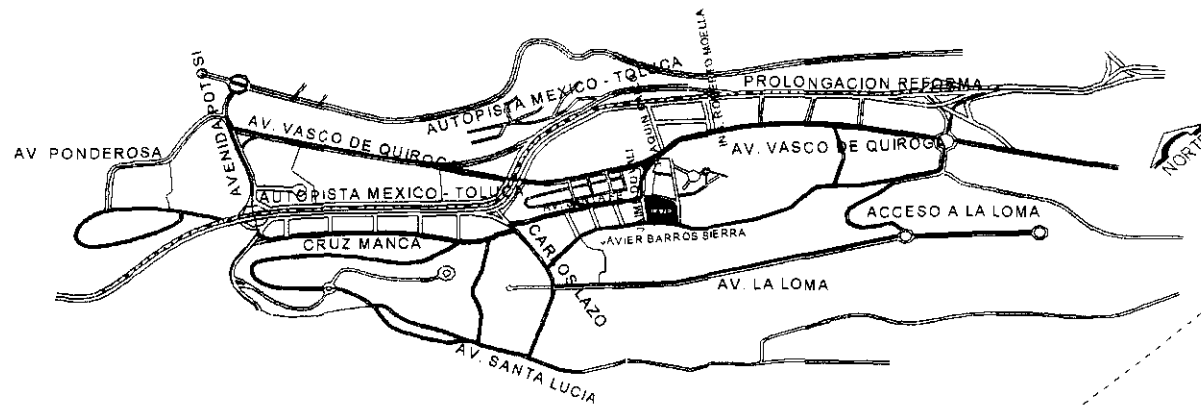 AVENIDA POTOSI
AUTOPISTA MEXICO - TOLUCA
PROLONGACION REFORMA
AV. VASCO DE QUIROGA
AV. VASCO DE QUIROGA
AV PONDEROSA
NORTE
AUTOPISTA MEXICO - TOLUCA
ACCESO A LA LOMA
CRUZ MANCA
CARLOS LAZO
JAVIER BARROS SIERRA
AV. LA LOMA
AV. SANTA LUCIA